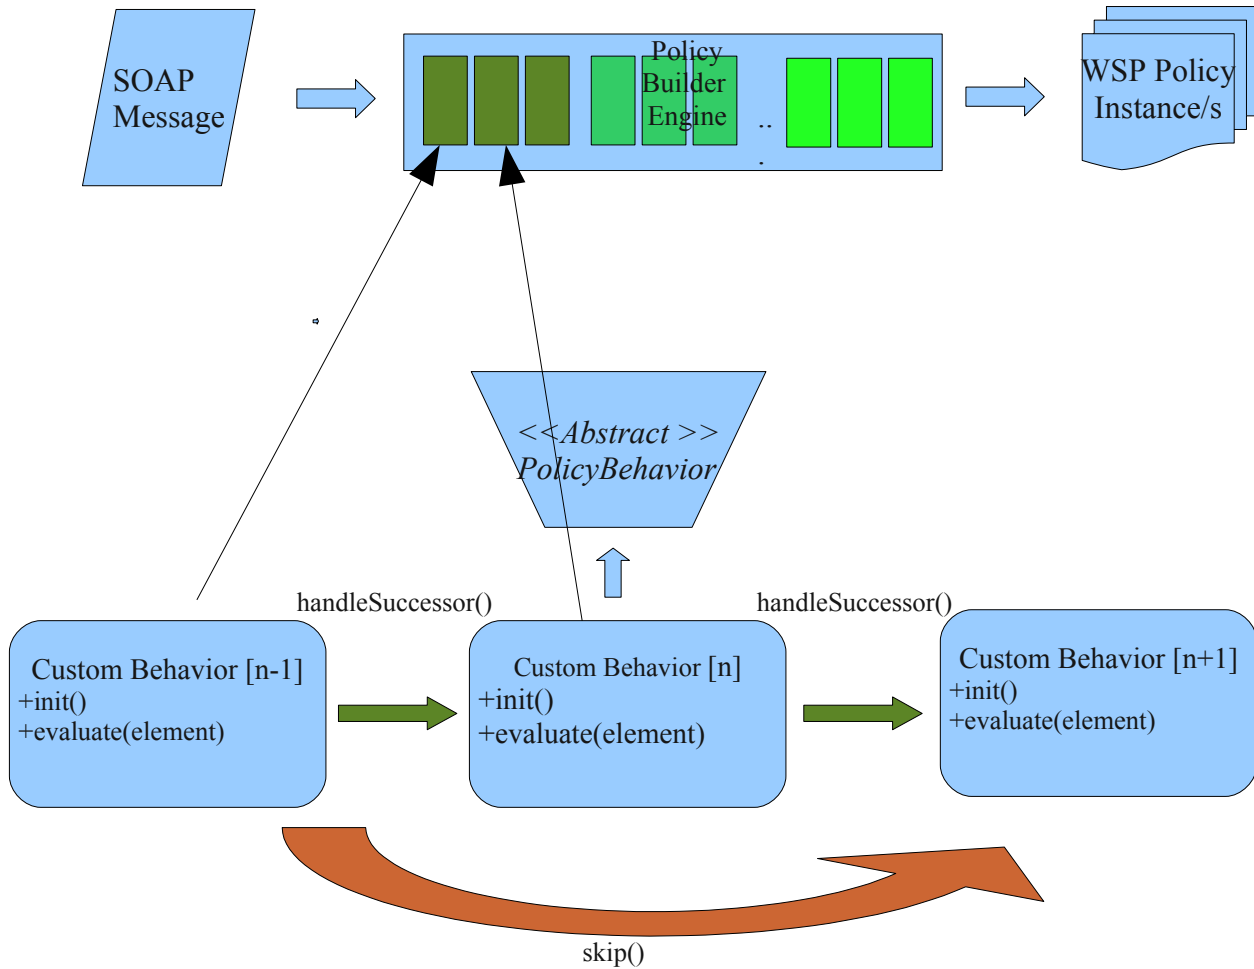 SOAP
Message
Policy
Builder
Engine
..
.
WSP Policy
Instance/s
<<Abstract >>
PolicyBehavior
handleSuccessor()
handleSuccessor()
Custom Behavior [n-1]
+init()
+evaluate(element)
Custom Behavior [n]
+init()
+evaluate(element)
Custom Behavior [n+1]
+init()
+evaluate(element)
skip()